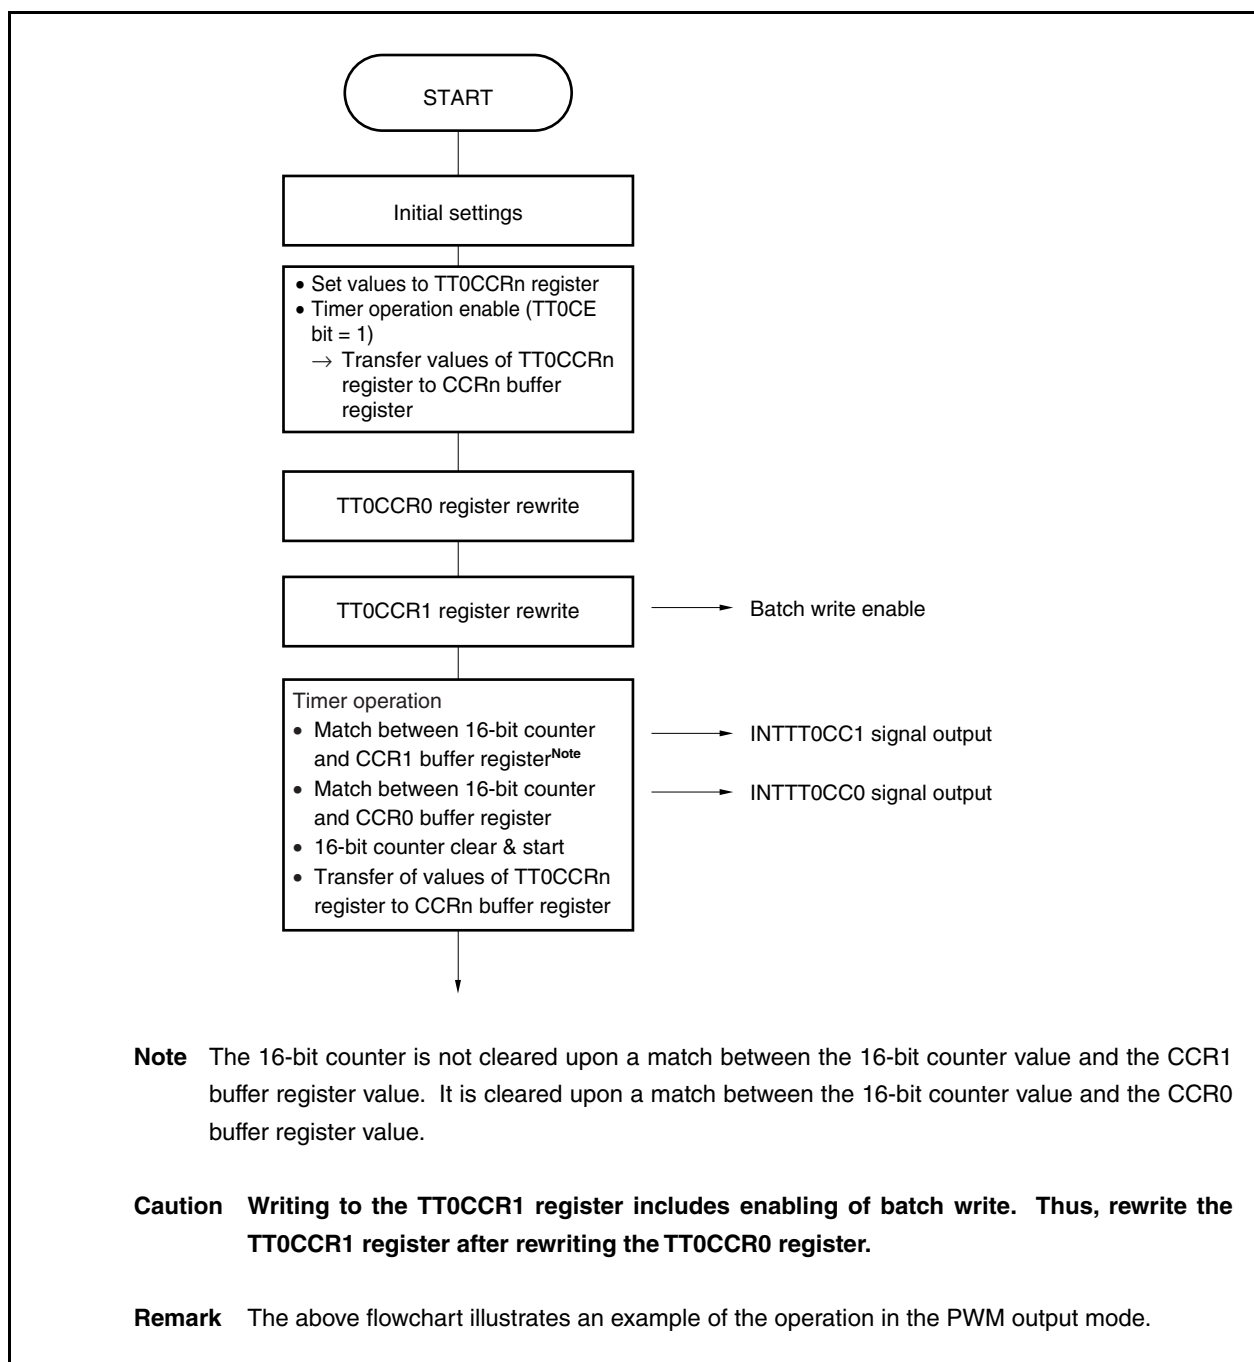 START
Initial settings
• Set values to TT0CCRn register
• Timer operation enable (TT0CE
bit = 1)
→ Transfer values of TT0CCRn
register to CCRn buffer
register
TT0CCR0 register rewrite
TT0CCR1 register rewrite
Batch write enable
Timer operation
• Match between 16-bit counter
and CCR1 buffer registerNote
INTTT0CC1 signal output
• Match between 16-bit counter
and CCR0 buffer register
INTTT0CC0 signal output
• 16-bit counter clear & start
• Transfer of values of TT0CCRn
register to CCRn buffer register
Note The 16-bit counter is not cleared upon a match between the 16-bit counter value and the CCR1
buffer register value. It is cleared upon a match between the 16-bit counter value and the CCR0
buffer register value.
Caution Writing to the TT0CCR1 register includes enabling of batch write. Thus, rewrite the
TT0CCR1 register after rewriting the TT0CCR0 register.
Remark The above flowchart illustrates an example of the operation in the PWM output mode.